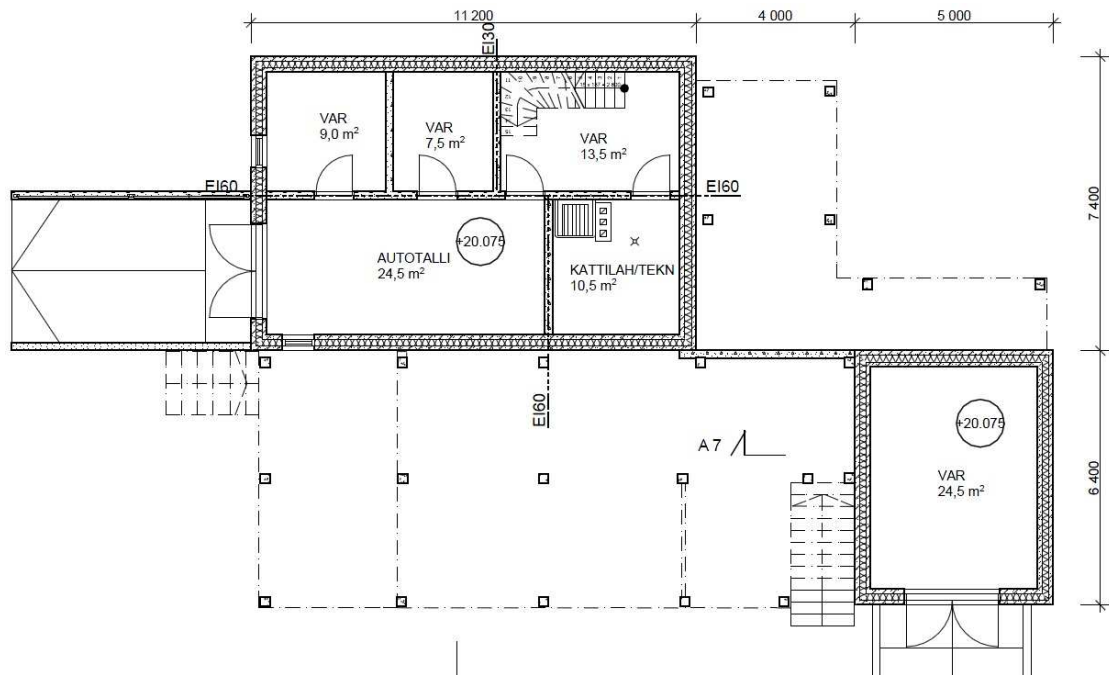 11 200
4 000
5 000
EI30
VAR
9,0 m²
VAR
7,5 m²
VAR
13,5 m²
EI60
EI60
7 400
+20.075
AUTOTALLI
24,5 m²
KATTILAH/TEKN
10,5 m²
EI60
A 7
+20.075
VAR
24,5 m²
6 400